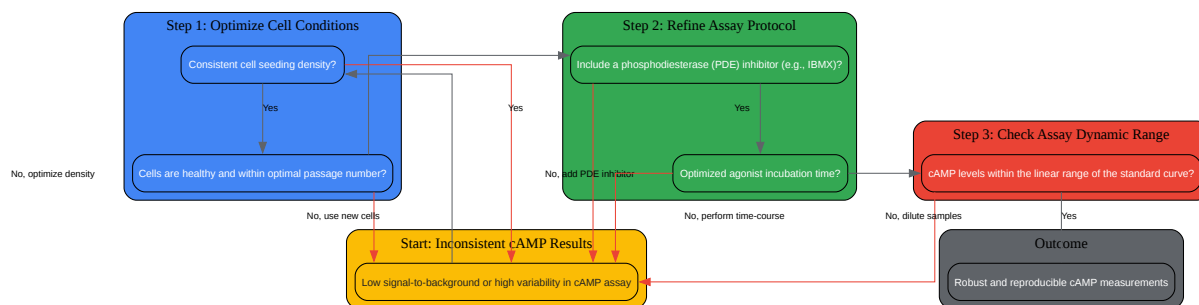 Step 1: Optimize Cell Conditions
Consistent cell seeding density?
Yes
Yes
Cells are healthy and within optimal passage number?
No, optimize density
No, use new cells
Step 2: Refine Assay Protocol
Include a phosphodiesterase (PDE) inhibitor (e.g., IBMX)?
Yes
No, add PDE inhibitor
Optimized agonist incubation time?
No, perform time-course
Step 3: Check Assay Dynamic Range
cAMP levels within the linear range of the standard curve?
No, dilute samples
Yes
Start: Inconsistent cAMP Results
Low signal-to-background or high variability in cAMP assay
Outcome
Robust and reproducible cAMP measurements